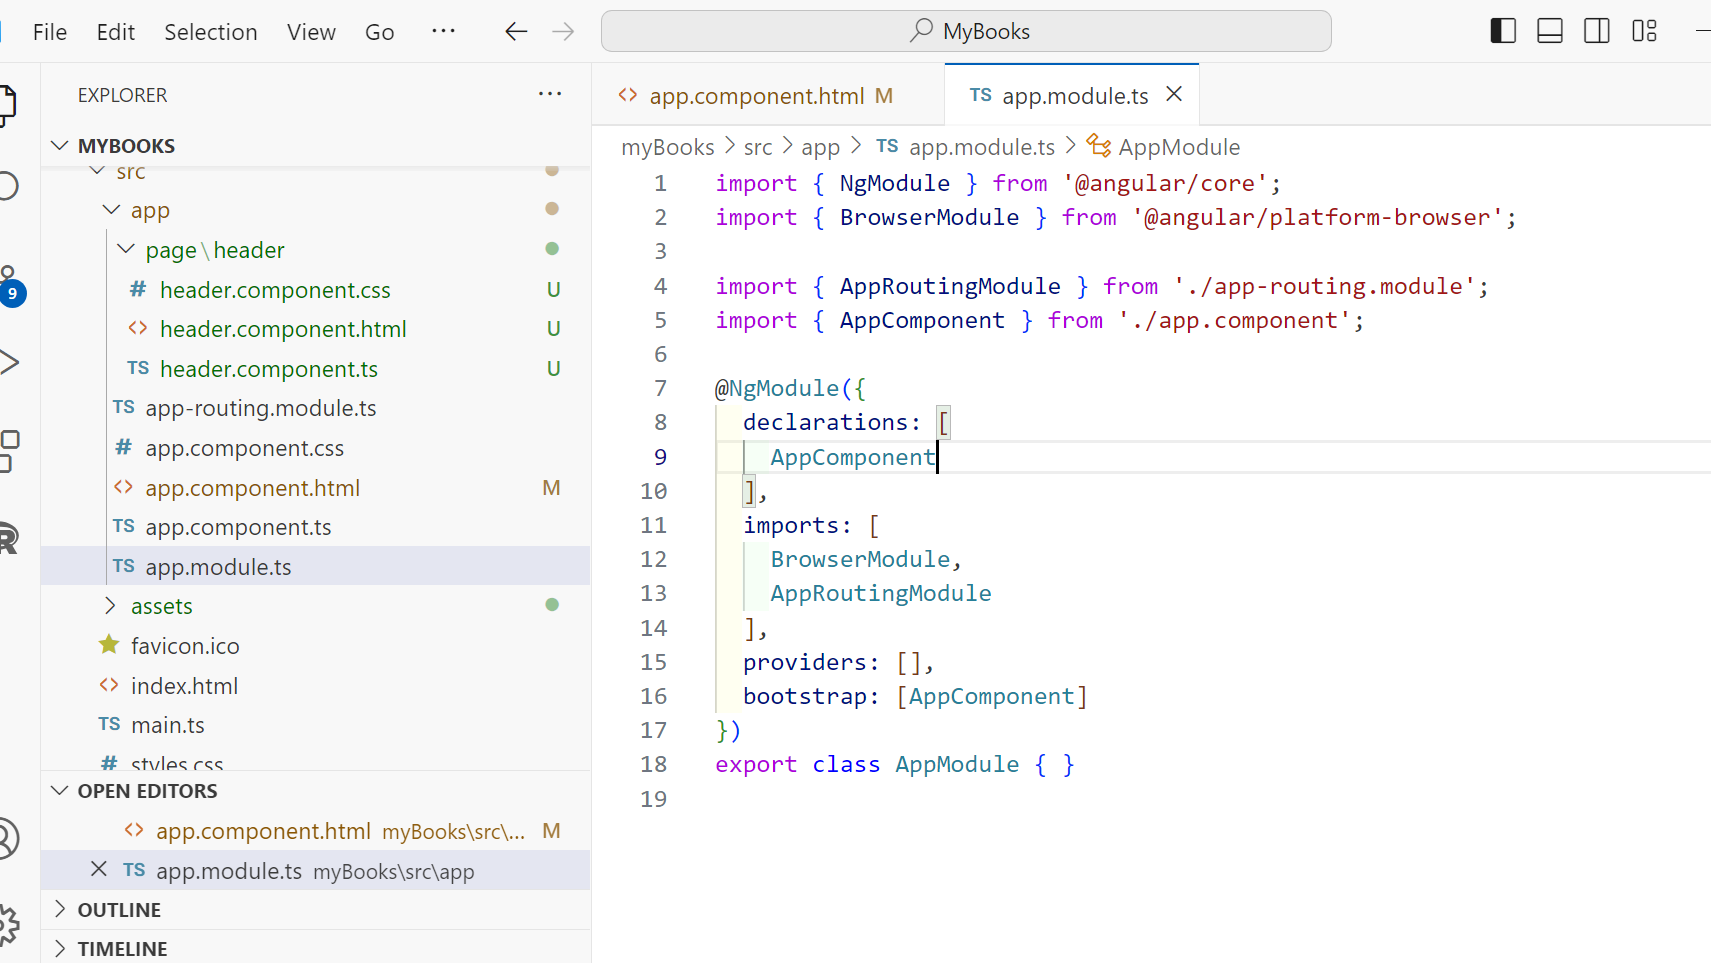 File Edit Selection View Go ··· MyBooks
EXPLORER ···
MYBOOKS
src
app
page\header
# header.component.css U
<> header.component.html U
TS header.component.ts U
TS app-routing.module.ts
# app.component.css
<> app.component.html M
TS app.component.ts
TS app.module.ts
assets
favicon.ico
<> index.html
TS main.ts
# styles.css
9
OPEN EDITORS
<> app.component.html myBooks\src\... M
TS app.module.ts myBooks\src\app
OUTLINE
TIMELINE
<> app.component.html M TS app.module.ts
myBooks > src > app > TS app.module.ts > AppModule
1 import { NgModule } from '@angular/core';
2 import { BrowserModule } from '@angular/platform-browser';
3
4 import { AppRoutingModule } from './app-routing.module';
5 import { AppComponent } from './app.component';
6
7 @NgModule({
8 declarations: [
9 AppComponent
10 ],
11 imports: [
12 BrowserModule,
13 AppRoutingModule
14 ],
15 providers: [],
16 bootstrap: [AppComponent]
17 })
18 export class AppModule { }
19